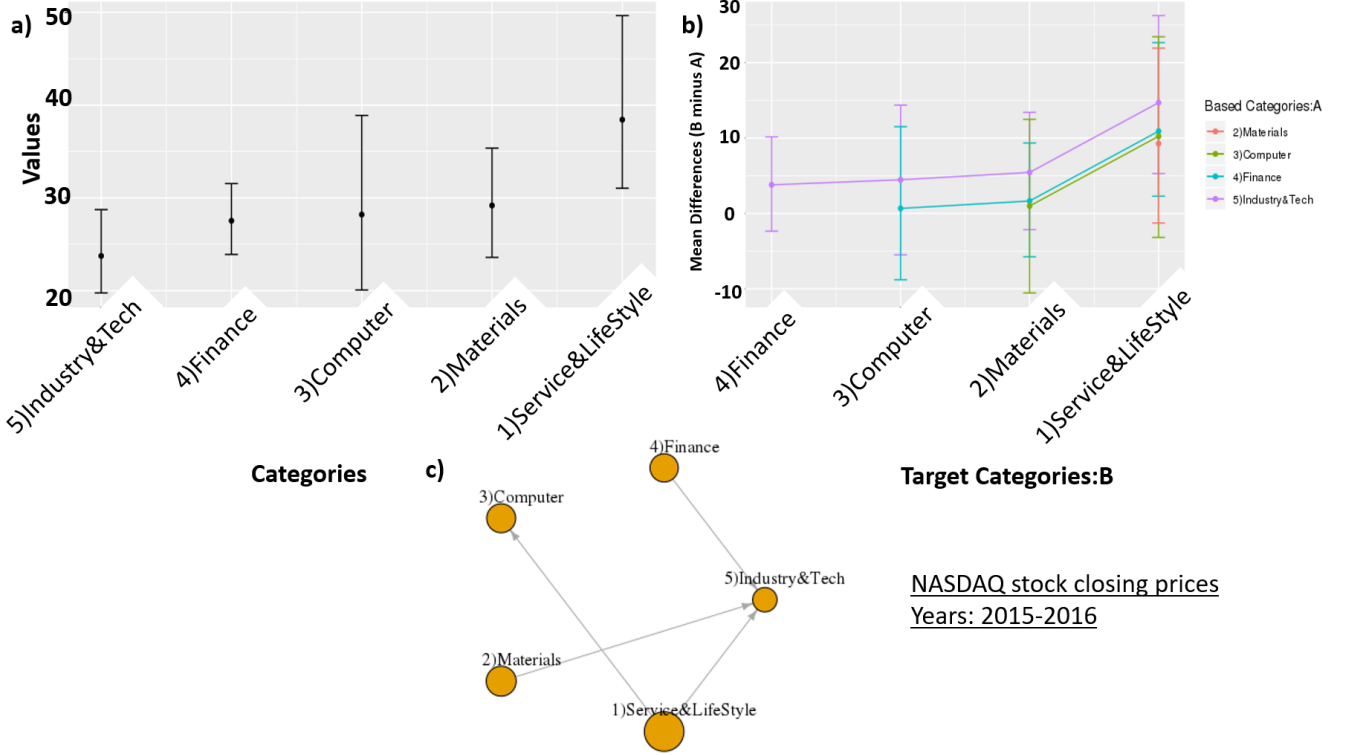 a)
50
40
30
20
Values
5)Industry&Tech
4)Finance
3)Computer
2)Materials
1)Service&LifeStyle
Categories
b)
30
20
10
0
-10
Mean Differences (B minus A)
4)Finance
3)Computer
2)Materials
1)Service&LifeStyle
Target Categories:B
Based Categories:A
2)Materials
3)Computer
4)Finance
5)Industry&Tech
c)
4)Finance
3)Computer
5)Industry&Tech
2)Materials
1)Service&LifeStyle
NASDAQ stock closing prices
Years: 2015-2016